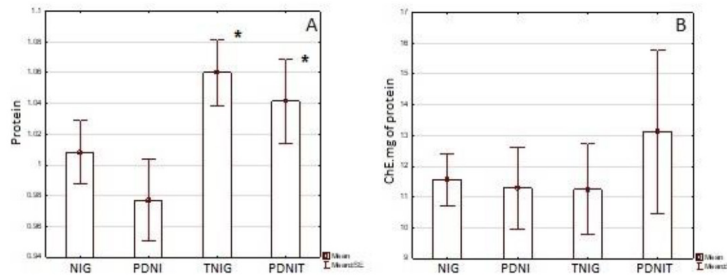 A
B
Protein
1.1
1.08
1.06
1.04
1.02
1
0.98
0.96
0.94
*
*
NIG PDNI TNIG PDNIT
Mean
Mean±SE
ChE.mg of protein
17
16
15
14
13
12
11
10
9
NIG PDNI TNIG PDNIT
Mean
Mean±SE